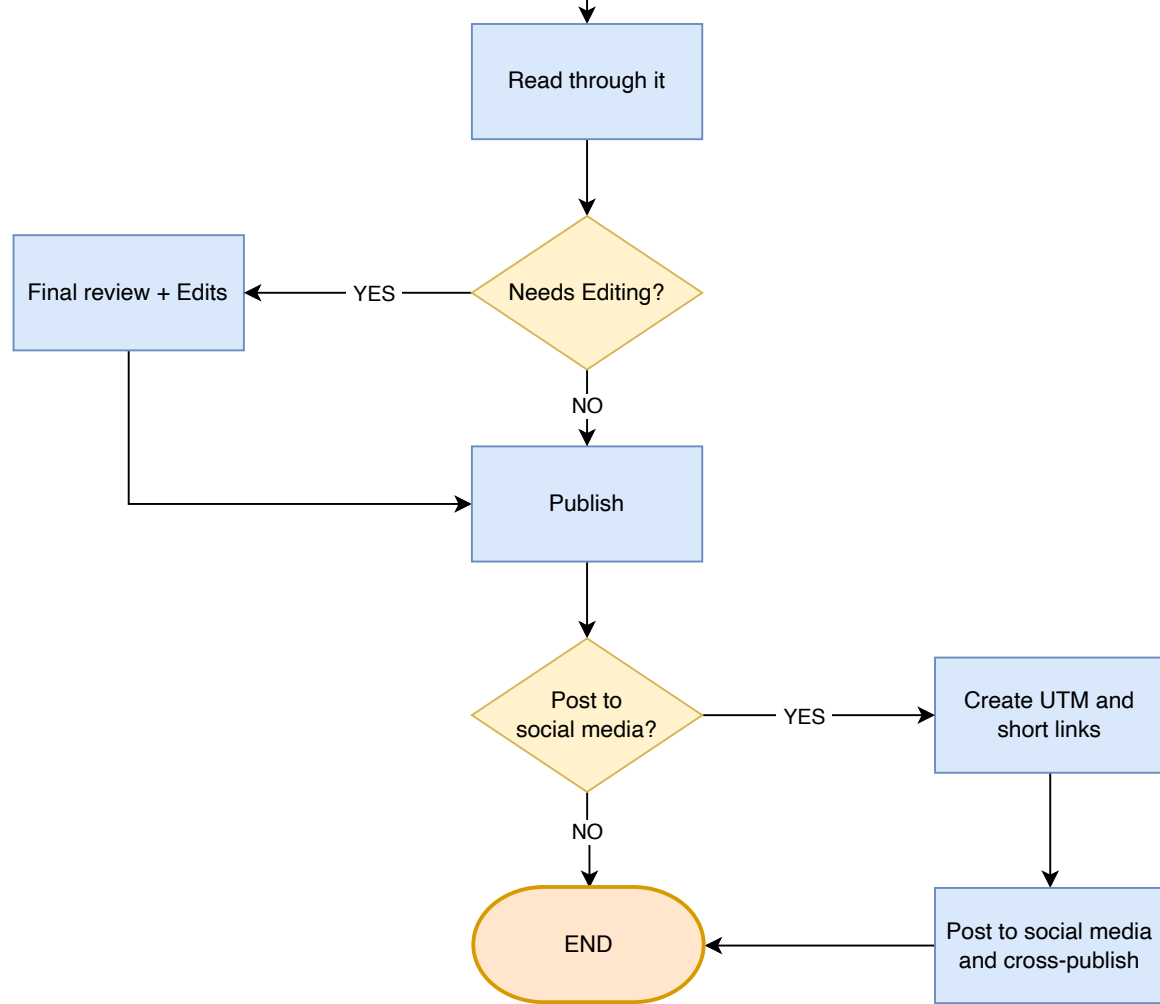 Read through it
Needs Editing?
YES
Final review + Edits
NO
Publish
Post to
social media?
YES
Create UTM and
short links
NO
END
Post to social media
and cross-publish